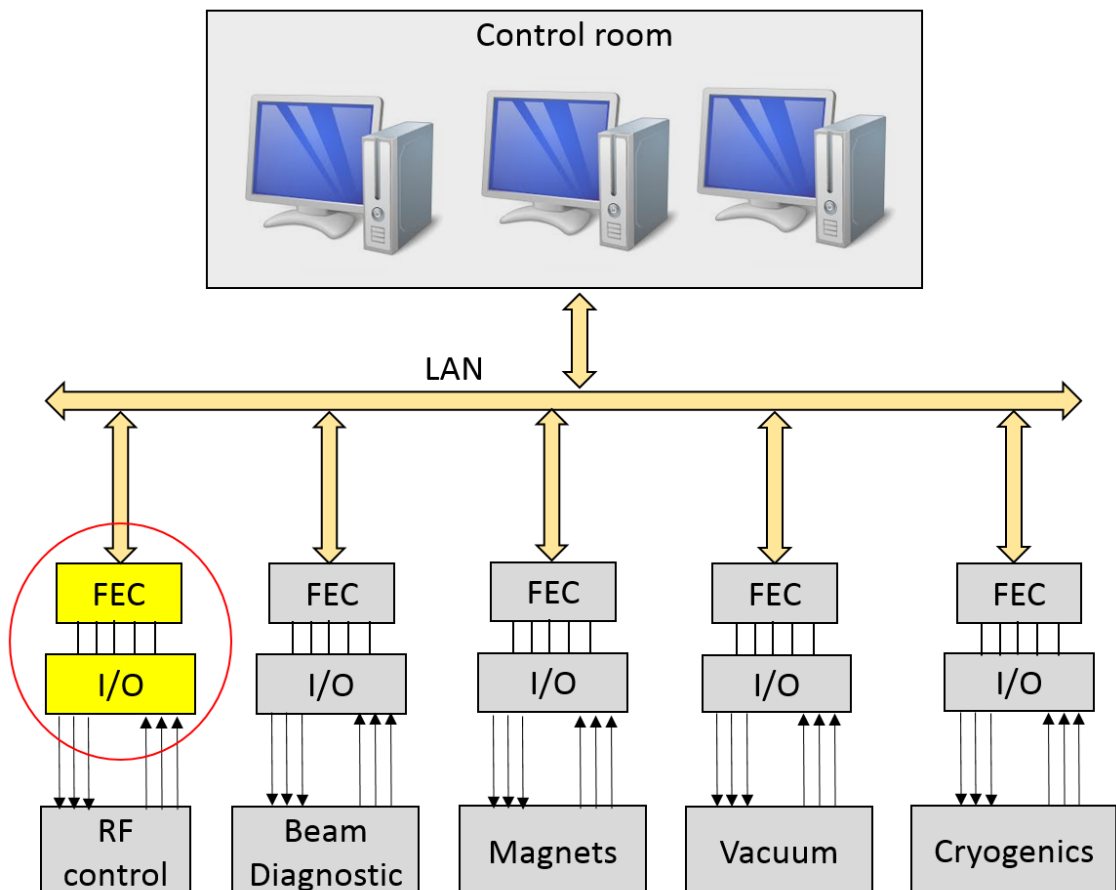 Control room
LAN
FEC
FEC
FEC
FEC
FEC
I/O
I/O
I/O
I/O
I/O
RF
control
Beam
Diagnostic
Magnets
Vacuum
Cryogenics